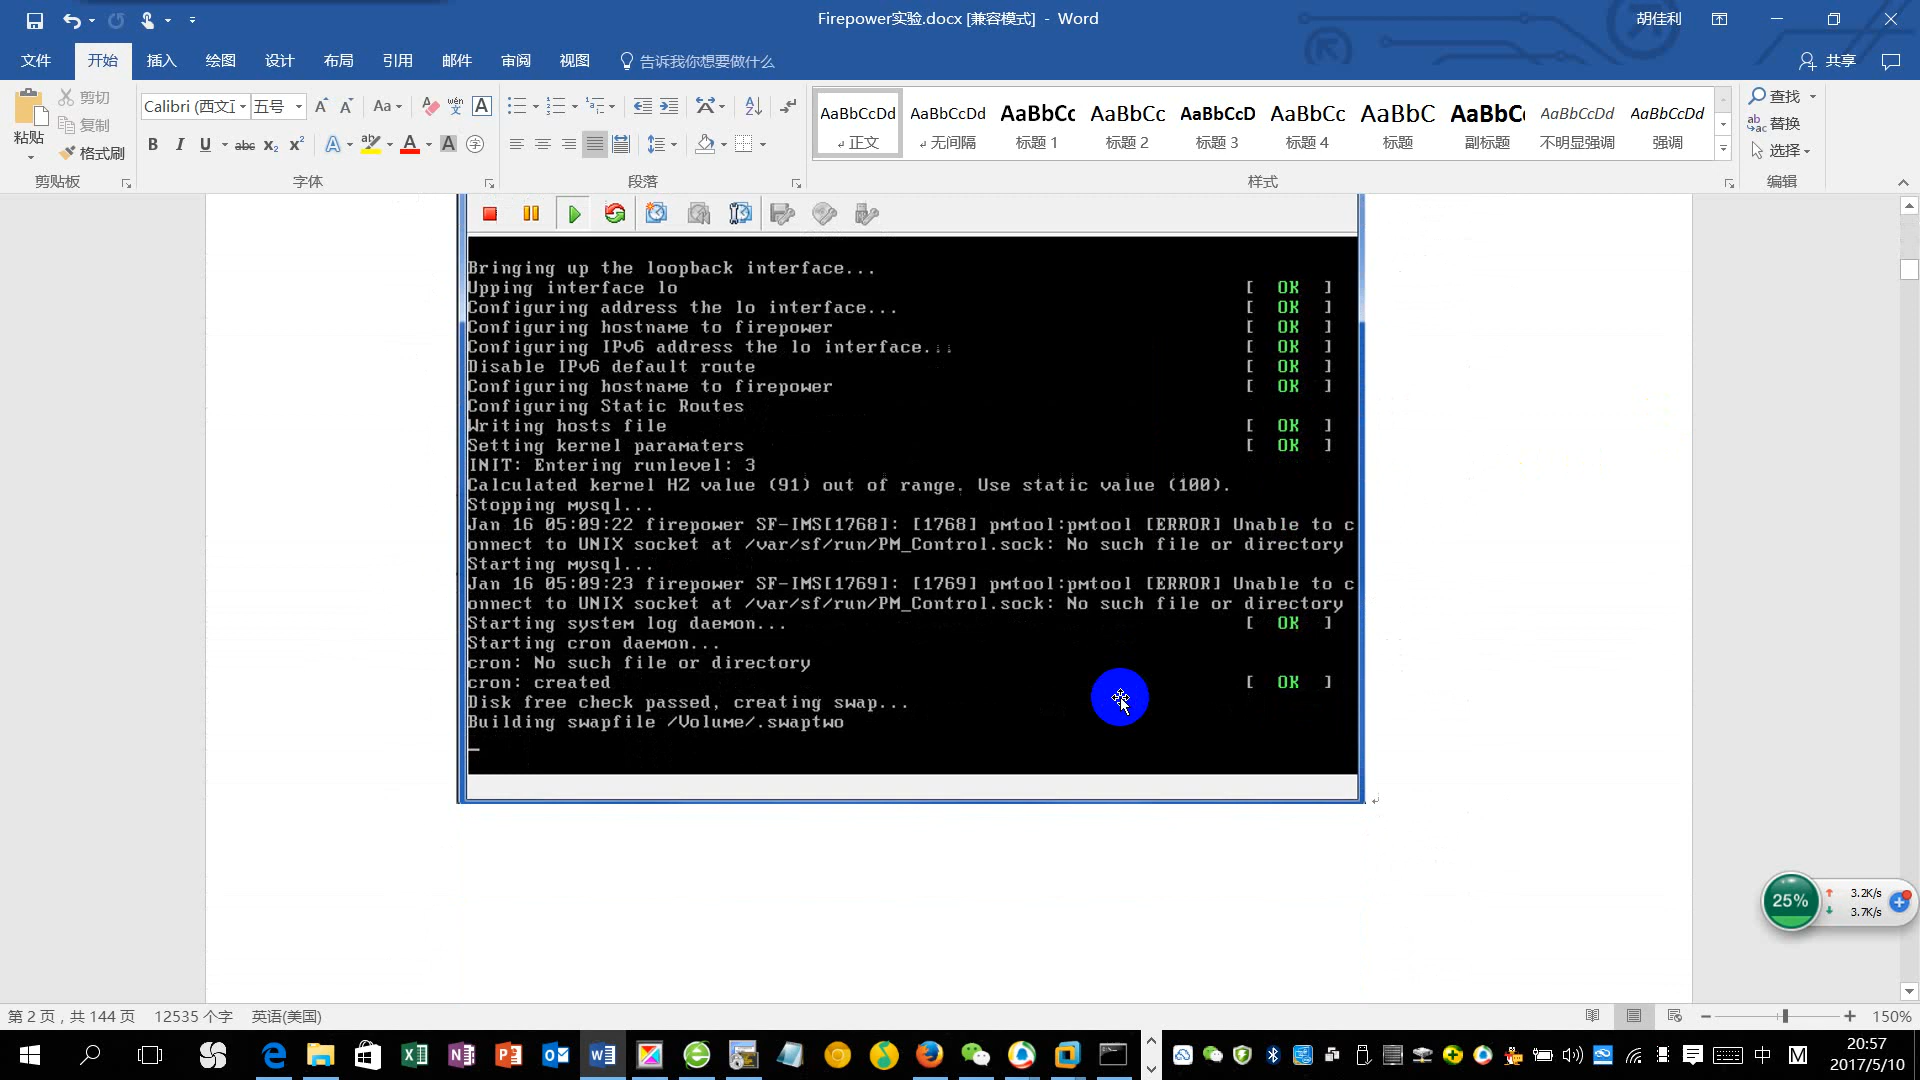 Firepower实验.docx [兼容模式] - Word
胡佳利
文件 开始 插入 绘图 设计 布局 引用 邮件 审阅 视图 告诉我你想要做什么 共享
粘贴
剪切
复制
格式刷
剪贴板
Calibri (西文正 五号
字体
段落
AaBbCcDd AaBbCcDd AaBbCc AaBbCc AaBbCcD AaBbCc AaBbC AaBbC AaBbCcDd AaBbCcDd
正文 无间隔 标题 1 标题 2 标题 3 标题 4 标题 副标题 不明显强调 强调
样式
查找
替换
选择
编辑
Bringing up the loopback interface...
Upping interface lo [ OK ]
Configuring address the lo interface... [ OK ]
Configuring hostname to firepower [ OK ]
Configuring IPv6 address the lo interface... [ OK ]
Disable IPv6 default route [ OK ]
Configuring hostname to firepower [ OK ]
Configuring Static Routes
Writing hosts file [ OK ]
Setting kernel paramaters [ OK ]
INIT: Entering runlevel: 3
Calculated kernel HZ value (91) out of range. Use static value (100).
Stopping mysql...
Jan 16 05:09:22 firepower SF-IMS[1768]: [1768] pmtool:pmtool [ERROR] Unable to c
onnect to UNIX socket at /var/sf/run/PM_Control.sock: No such file or directory
Starting mysql...
Jan 16 05:09:23 firepower SF-IMS[1769]: [1769] pmtool:pmtool [ERROR] Unable to c
onnect to UNIX socket at /var/sf/run/PM_Control.sock: No such file or directory
Starting system log daemon... [ OK ]
Starting cron daemon...
cron: No such file or directory
cron: created [ OK ]
Disk free check passed, creating swap...
Building swapfile /Volume/.swaptwo
25%
3.2K/s
3.7K/s
第 2 页，共 144 页 12535 个字 英语(美国)
150%
中
M
20:57
2017/5/10